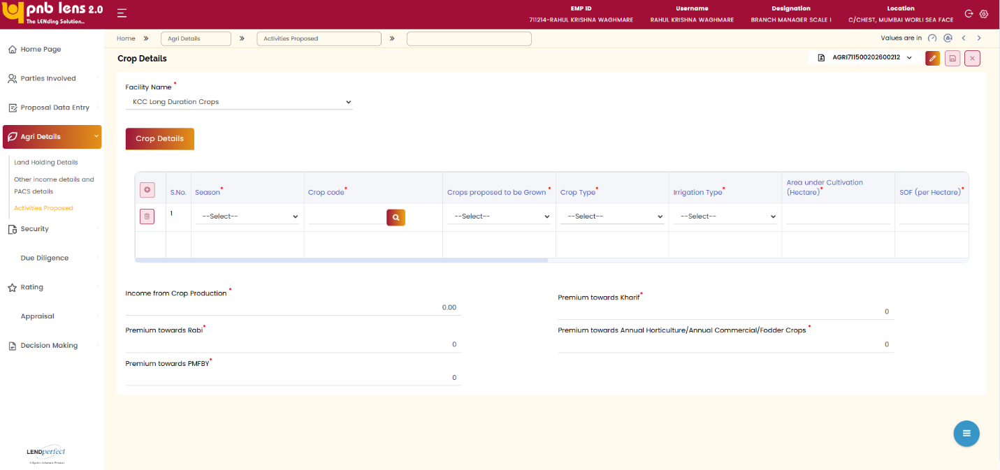 pnb lens 2.0
The LENding Solution..
EMP ID
711214-RAHUL KRISHNA WAGHMARE
Username
RAHUL KRISHNA WAGHMARE
Designation
BRANCH MANAGER SCALE I
Location
C/CHEST, MUMBAI WORLI SEA FACE
Home » Agri Details » Activities Proposed »
Values are in
Home Page
Parties Involved
Proposal Data Entry
Agri Details
Land Holding Details
Other income details and
PACS details
Activities Proposed
Security
Due Diligence
Rating
Appraisal
Decision Making
LENDperfect
Crop Details
AGRI711500202600212
Facility Name *
KCC Long Duration Crops
Crop Details
S.No. Season* Crop code* Crops proposed to be Grown * Crop Type* Irrigation Type* Area under Cultivation (Hectare)* SOF (per Hectare)*
1 --Select-- --Select-- --Select-- --Select--
Income from Crop Production *
0.00
Premium towards Kharif*
0
Premium towards Rabi*
0
Premium towards Annual Horticulture/Annual Commercial/Fodder Crops *
0
Premium towards PMFBY*
0